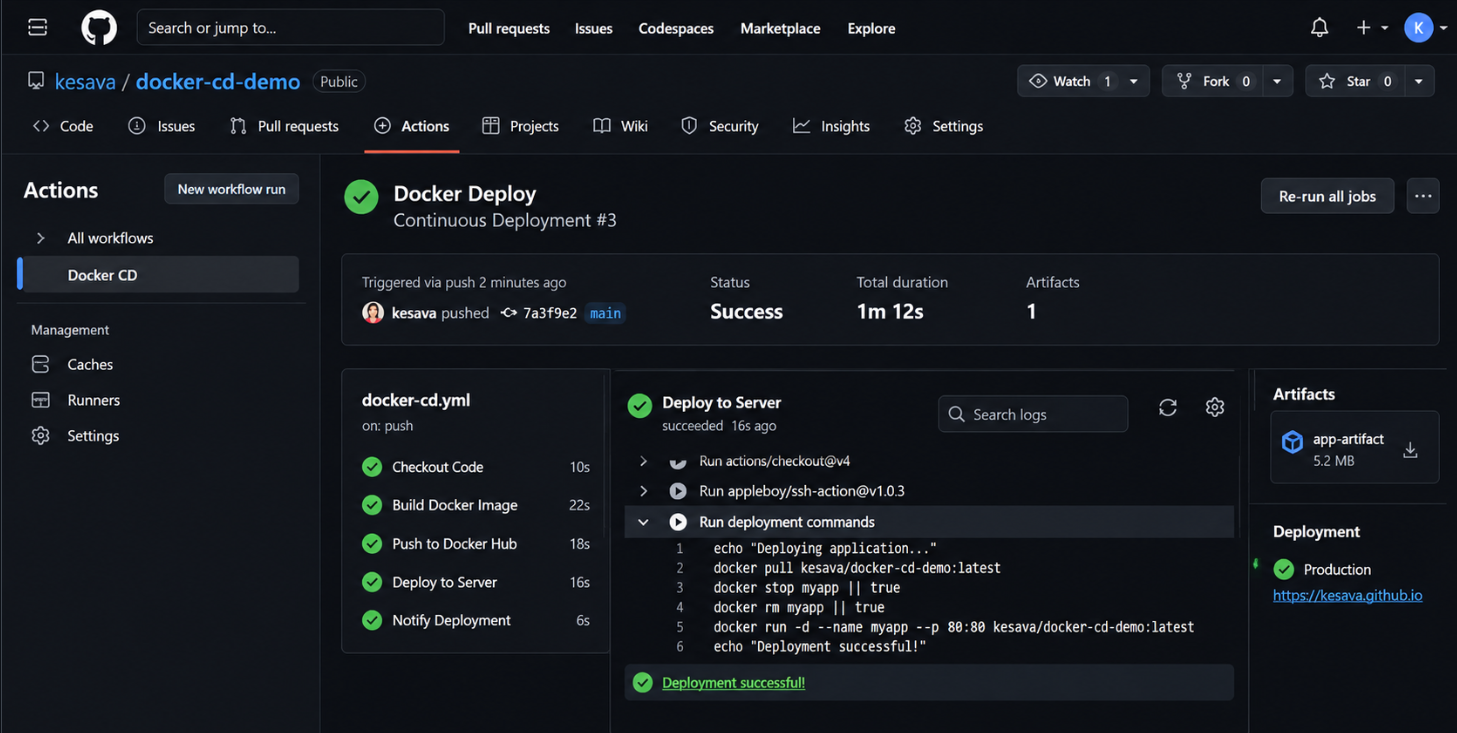 Search or jump to...
Pull requests
Issues
Codespaces
Marketplace
Explore
K
kesava / docker-cd-demo
Public
Watch 1
Fork 0
Star 0
Code
Issues
Pull requests
Actions
Projects
Wiki
Security
Insights
Settings
Actions
New workflow run
All workflows
Docker CD
Management
Caches
Runners
Settings
Docker Deploy
Continuous Deployment #3
Re-run all jobs
Triggered via push 2 minutes ago
kesava pushed 7a3f9e2 main
Status
Success
Total duration
1m 12s
Artifacts
1
docker-cd.yml
on: push
Checkout Code 10s
Build Docker Image 22s
Push to Docker Hub 18s
Deploy to Server 16s
Notify Deployment 6s
Deploy to Server
succeeded 16s ago
Search logs
Run actions/checkout@v4
Run appleboy/ssh-action@v1.0.3
Run deployment commands
1 echo "Deploying application..."
2 docker pull kesava/docker-cd-demo:latest
3 docker stop myapp || true
4 docker rm myapp || true
5 docker run -d --name myapp --p 80:80 kesava/docker-cd-demo:latest
6 echo "Deployment successful!"
Deployment successful!
Artifacts
app-artifact
5.2 MB
Deployment
Production
https://kesava.github.io